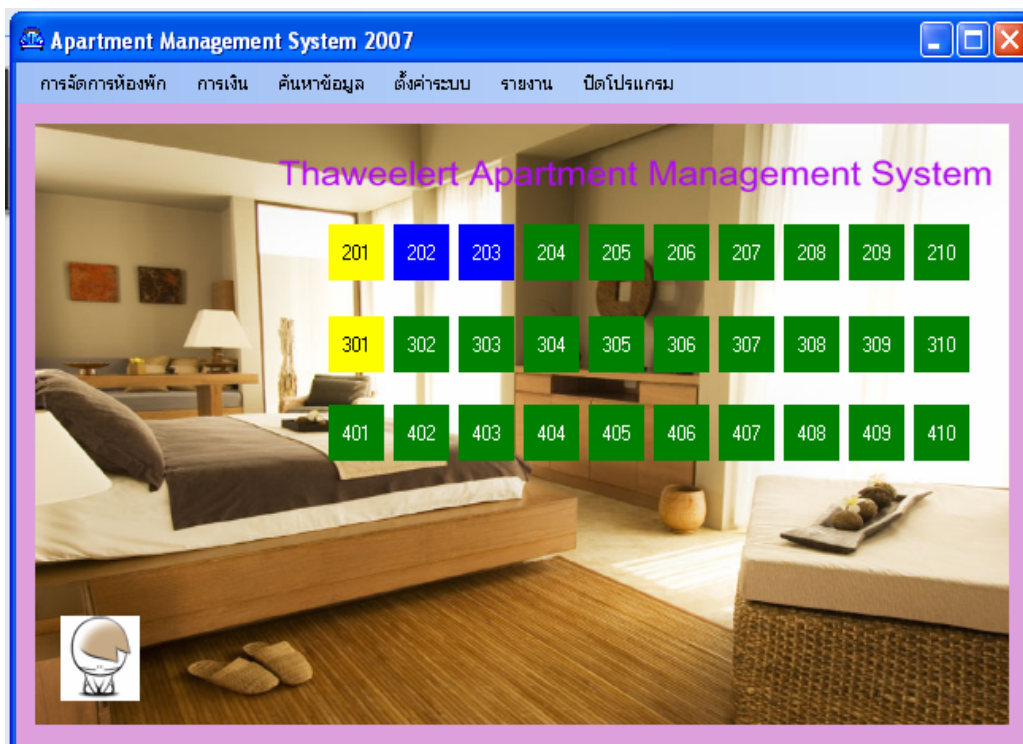 Apartment Management System 2007
การจัดการห้องพัก การเงิน ค้นหาข้อมูล ตั้งค่าระบบ รายงาน ปิดโปรแกรม
Thaweelert Apartment Management System
201 202 203 204 205 206 207 208 209 210
301 302 303 304 305 306 307 308 309 310
401 402 403 404 405 406 407 408 409 410